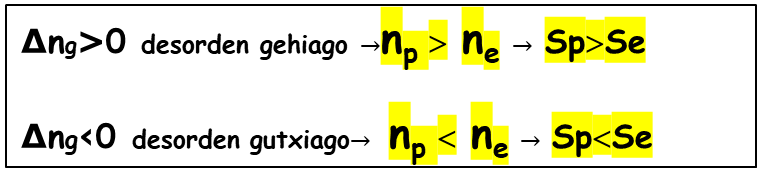 Δng>0 desorden gehiago →np > ne → Sp>Se
Δng<0 desorden gutxiago→ np < ne → Sp<Se